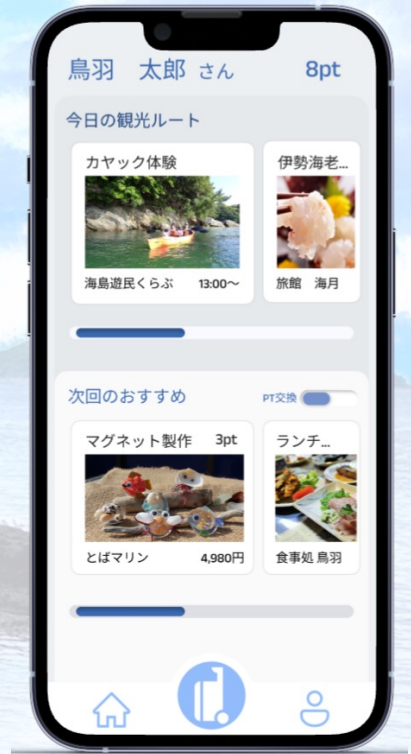 鳥羽 太郎 さん 8pt
今日の観光ルート
カヤック体験
海島遊民くらぶ 13:00～
伊勢海老...
旅館 海月
次回のおすすめ PT交換
マグネット製作 3pt
とばマリン 4,980円
ランチ...
食事処 鳥羽